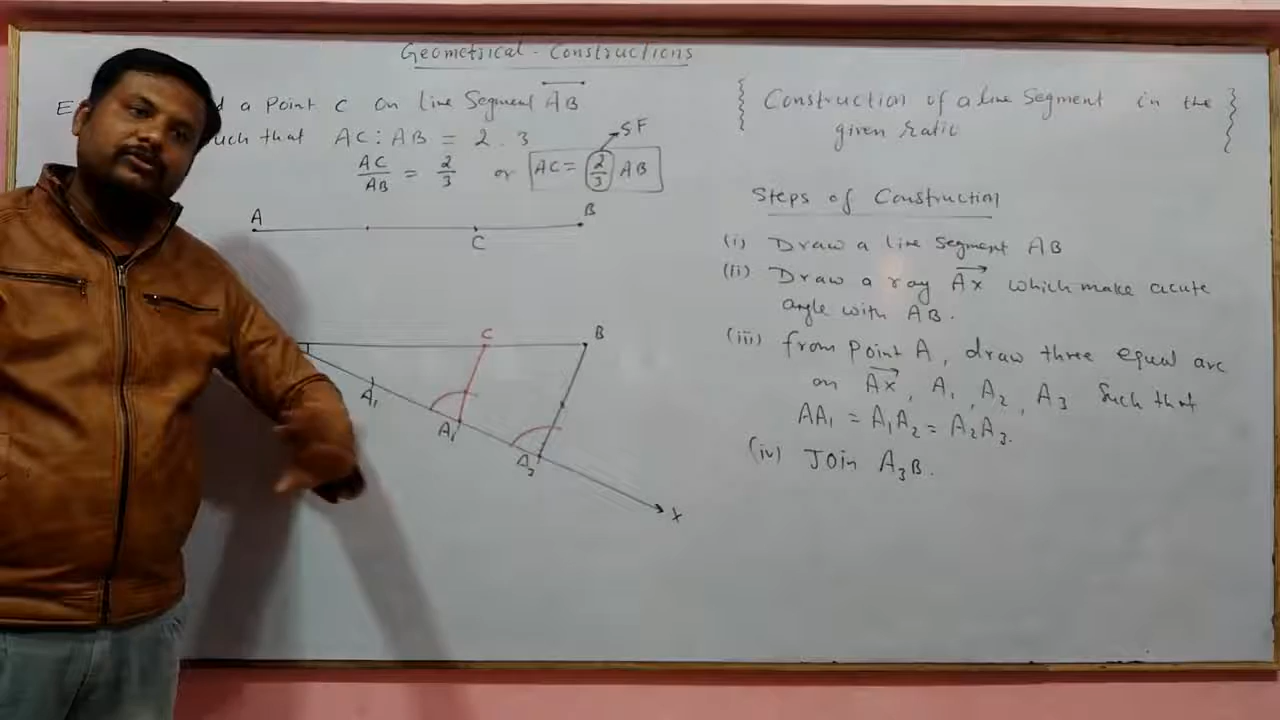 Geometrical - Constructions
E d a Point C on line Segment AB
uch that AC : AB = 2 . 3
AC/AB = 2/3 or AC = 2/3 AB
SF
A B
C
C B
A1
A1
A3
X
{ Construction of a line Segment in the
given ratio }
Steps of Construction
(i) Draw a line Segment AB
(ii) Draw a ray AX which make acute
angle with AB.
(iii) from point A, draw three equal arc
on AX, A1, A2, A3 Such that
AA1 = A1A2 = A2A3.
(iv) Join A3B.